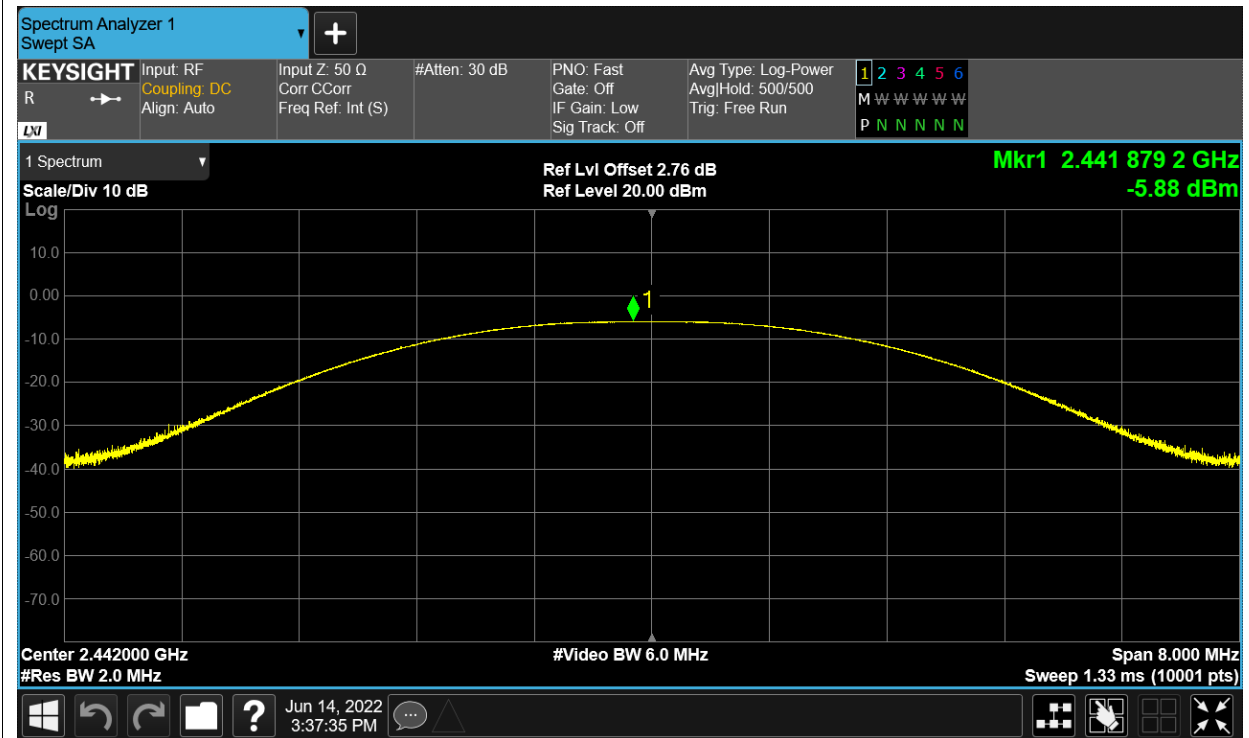 Spectrum Analyzer 1
Swept SA
KEYSIGHT
R
LXI
Input: RF
Coupling: DC
Align: Auto
Input Z: 50 Ω
Corr CCorr
Freq Ref: Int (S)
#Atten: 30 dB
PNO: Fast
Gate: Off
IF Gain: Low
Sig Track: Off
Avg Type: Log-Power
Avg|Hold: 500/500
Trig: Free Run
1 2 3 4 5 6
M W W W W W
P N N N N N
1 Spectrum
Scale/Div 10 dB
Log
Ref Lvl Offset 2.76 dB
Ref Level 20.00 dBm
Mkr1 2.441 879 2 GHz
-5.88 dBm
10.0
0.00
1
-10.0
-20.0
-30.0
-40.0
-50.0
-60.0
-70.0
Center 2.442000 GHz
#Res BW 2.0 MHz
#Video BW 6.0 MHz
Span 8.000 MHz
Sweep 1.33 ms (10001 pts)
?
Jun 14, 2022
3:37:35 PM